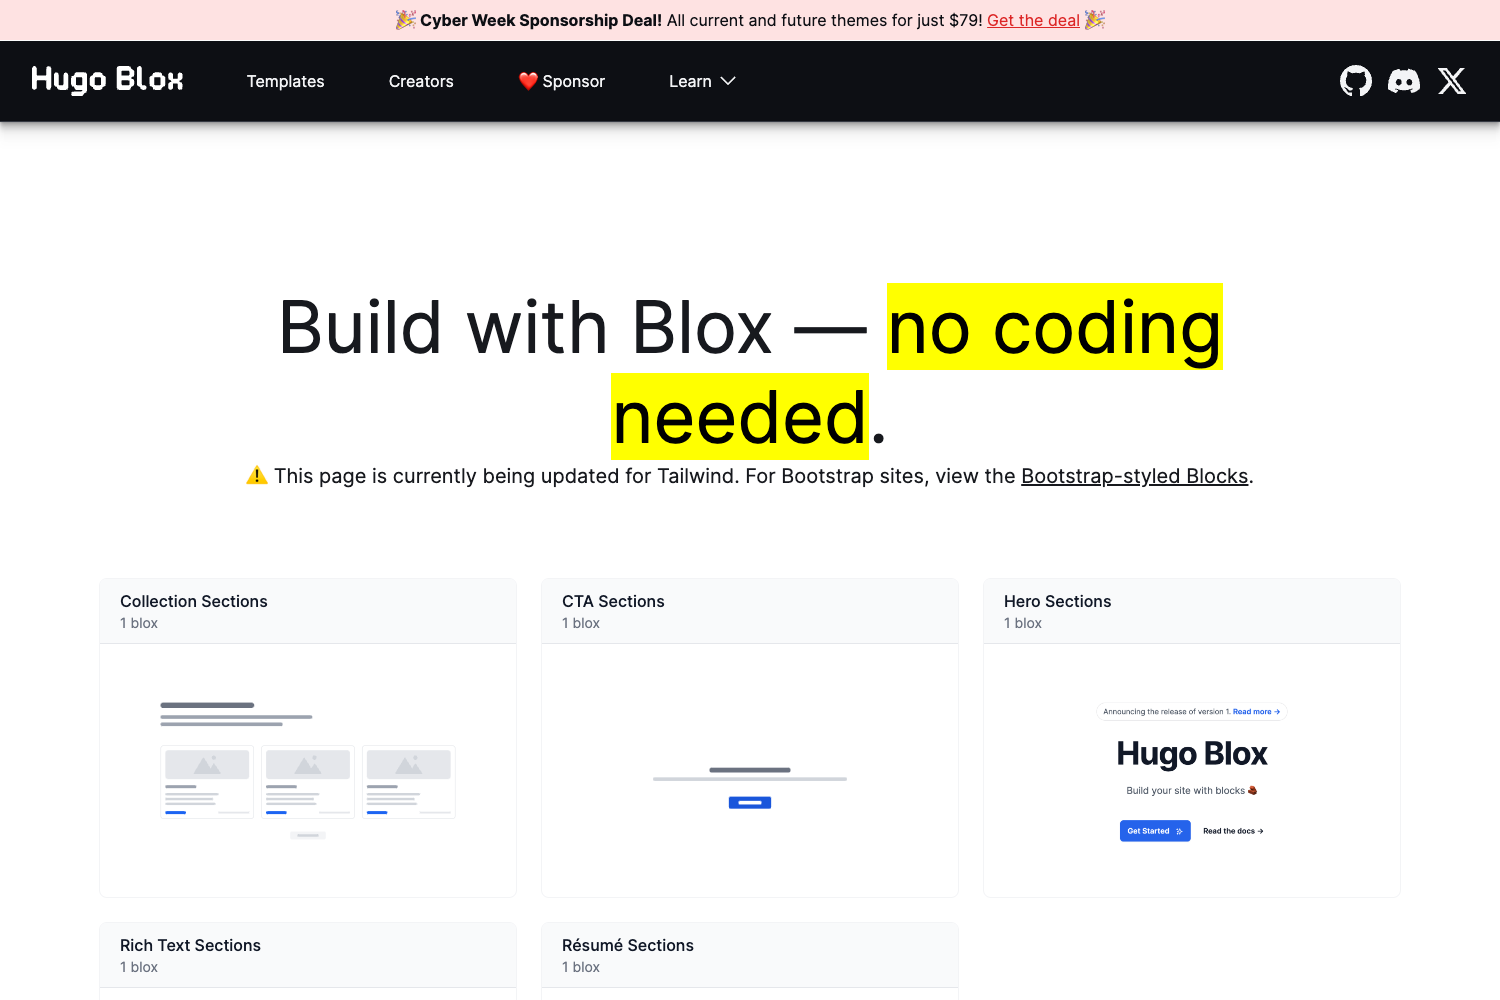 🎉 Cyber Week Sponsorship Deal! All current and future themes for just $79! Get the deal 🎉
Hugo Blox
Templates
Creators
❤️ Sponsor
Learn
Build with Blox — no coding
needed.
⚠️ This page is currently being updated for Tailwind. For Bootstrap sites, view the Bootstrap-styled Blocks.
Collection Sections
1 blox
CTA Sections
1 blox
Hero Sections
1 blox
Announcing the release of version 1. Read more →
Hugo Blox
Build your site with blocks
Get Started
Read the docs →
Rich Text Sections
1 blox
Résumé Sections
1 blox